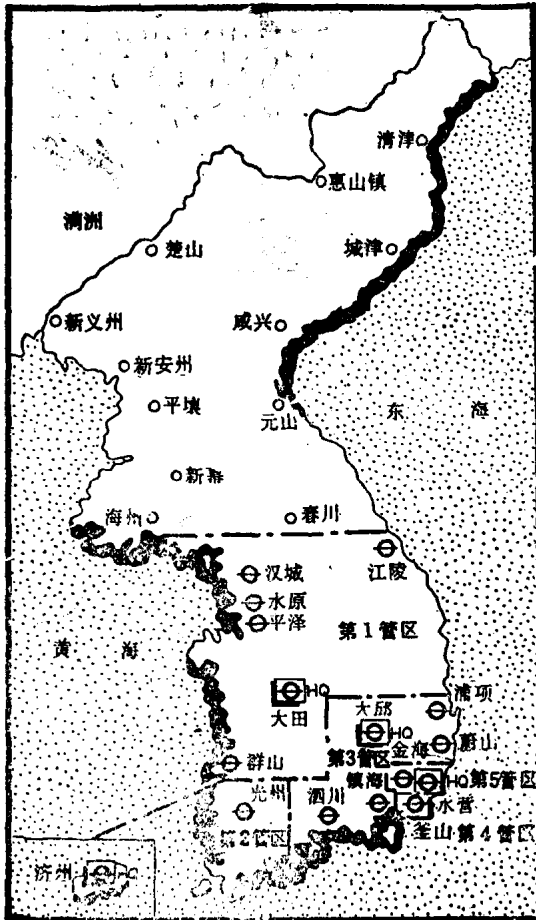 清津
惠山镇
满洲
楚山
城津
新义州
咸兴
新安州
平壤
元山
东 海
新幕
海州
春川
江陵
汉城
水原
平泽
第1管区
黄 海
HQ
大田
浦项
大邱
HQ
金海
蔚山
第3管区
群山
镇海
HQ
第5管区
光州
泗川
水营
釜山
第4管区
第2管区
济州
HQ